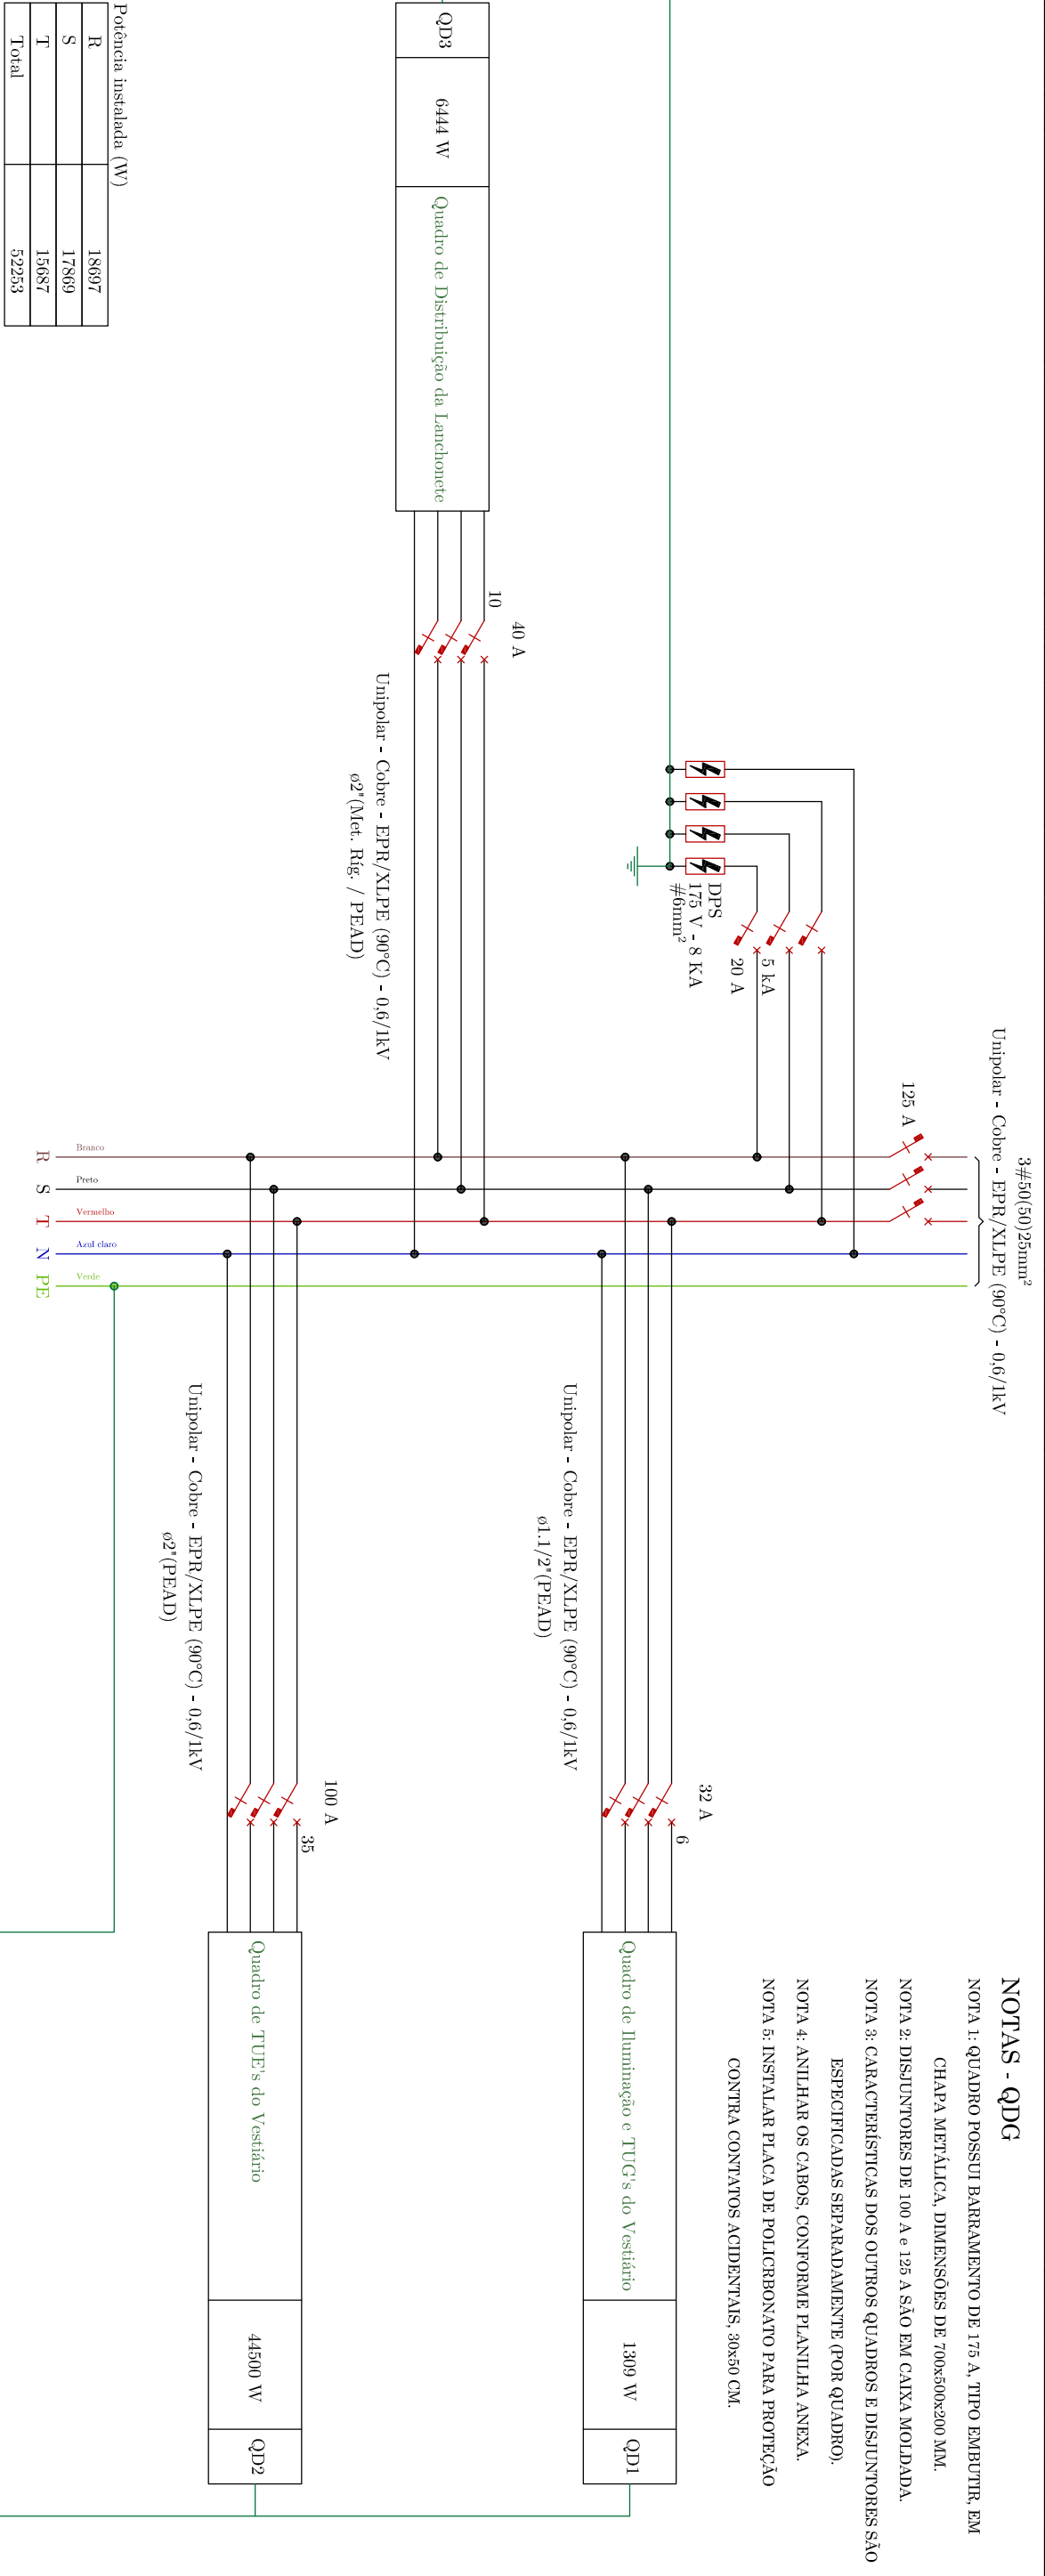 3#50(50)25mm²
Unipolar - Cobre - EPR/XLPE (90°C) - 0,6/1kV
125 A
DPS
175 V - 8 KA
#6mm²
5 kA
20 A
40 A
10
QD3
6444 W
Quadro de Distribuição da Lanchonete
Unipolar - Cobre - EPR/XLPE (90°C) - 0,6/1kV
ø2"(Met. Ríg. / PEAD)
32 A
6
Quadro de Iluminação e TUG's do Vestiário
1309 W
QD1
Unipolar - Cobre - EPR/XLPE (90°C) - 0,6/1kV
ø1.1/2"(PEAD)
100 A
35
Quadro de TUE's do Vestiário
44500 W
QD2
Unipolar - Cobre - EPR/XLPE (90°C) - 0,6/1kV
ø2"(PEAD)
Branco
Preto
Vermelho
Azul claro
Verde
R
S
T
N
PE
Potência instalada (W)
R 18697
S 17869
T 15687
Total 52253
NOTAS - QDG
NOTA 1: QUADRO POSSUI BARRAMENTO DE 175 A, TIPO EMBUTIR, EM
CHAPA METÁLICA, DIMENSÕES DE 700x500x200 MM.
NOTA 2: DISJUNTORES DE 100 A e 125 A SÃO EM CAIXA MOLDADA.
NOTA 3: CARACTERÍSTICAS DOS OUTROS QUADROS E DISJUNTORES SÃO
ESPECIFICADAS SEPARADAMENTE (POR QUADRO).
NOTA 4: ANILHAR OS CABOS, CONFORME PLANILHA ANEXA.
NOTA 5: INSTALAR PLACA DE POLICRBONATO PARA PROTEÇÃO
CONTRA CONTATOS ACIDENTAIS, 30x50 CM.